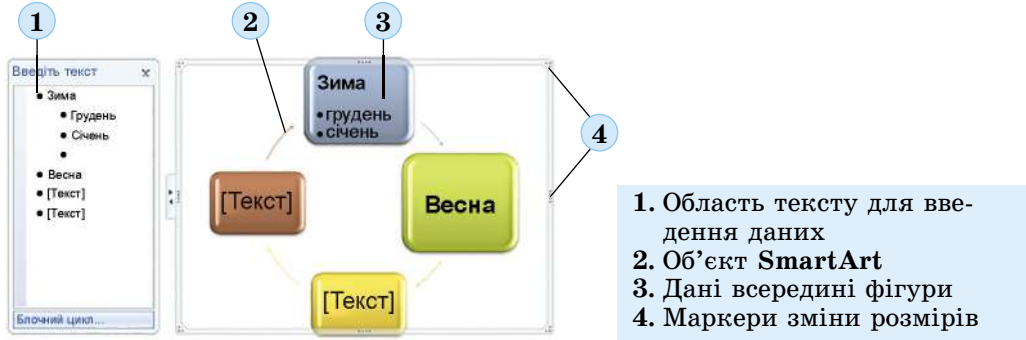 1
2
3
Введіть текст
Зима
Грудень
Січень
Весна
[Текст]
[Текст]
Блочний цикл...
Зима
•грудень
•січень
[Текст]
Весна
[Текст]
4
1. Область тексту для вве-
дення даних
2. Об’єкт SmartArt
3. Дані всередині фігури
4. Маркери зміни розмірів